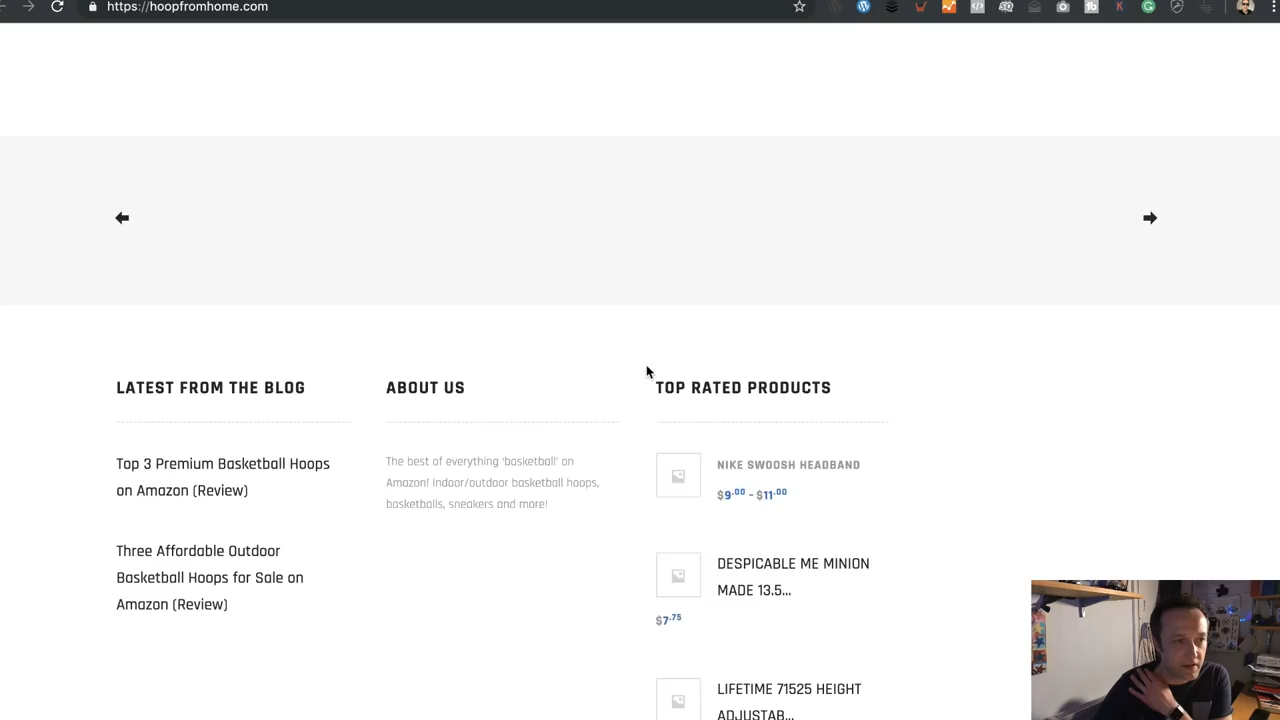 https://hoopfromhome.com
LATEST FROM THE BLOG
Top 3 Premium Basketball Hoops
on Amazon (Review)
Three Affordable Outdoor
Basketball Hoops for Sale on
Amazon (Review)
ABOUT US
The best of everything 'basketball' on
Amazon! Indoor/outdoor basketball hoops,
basketballs, sneakers and more!
TOP RATED PRODUCTS
NIKE SWOOSH HEADBAND
$9.00 - $11.00
DESPICABLE ME MINION
MADE 13.5...
$7.75
LIFETIME 71525 HEIGHT
ADJUSTAB...